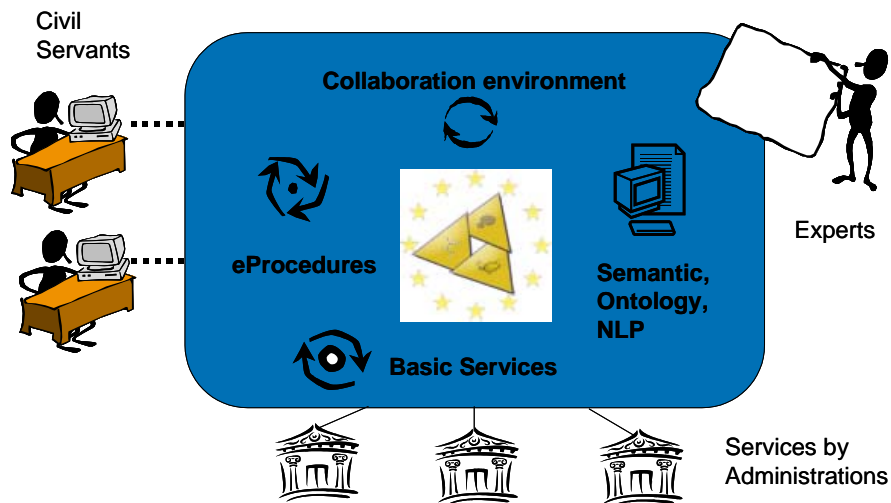 Civil
Servants
Collaboration environment
eProcedures
Semantic,
Ontology,
NLP
Experts
Basic Services
Services by
Administrations